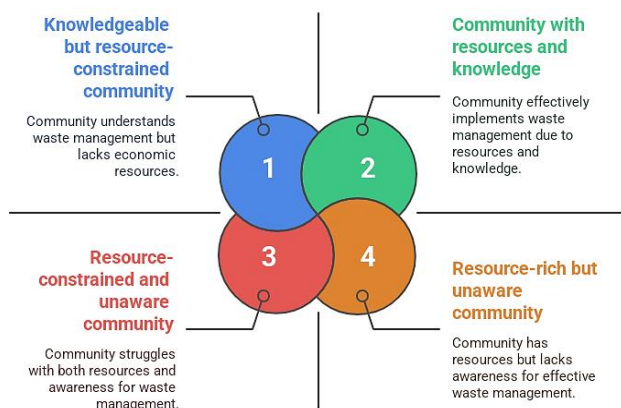 Knowledgeable
but resource-
constrained
community
Community understands
waste management but
lacks economic
resources.
Community with
resources and
knowledge
Community effectively
implements waste
management due to
resources and
knowledge.
1
2
3
4
Resource-
constrained and
unaware
community
Community struggles
with both resources and
awareness for waste
management.
Resource-rich but
unaware
community
Community has
resources but lacks
awareness for effective
waste management.